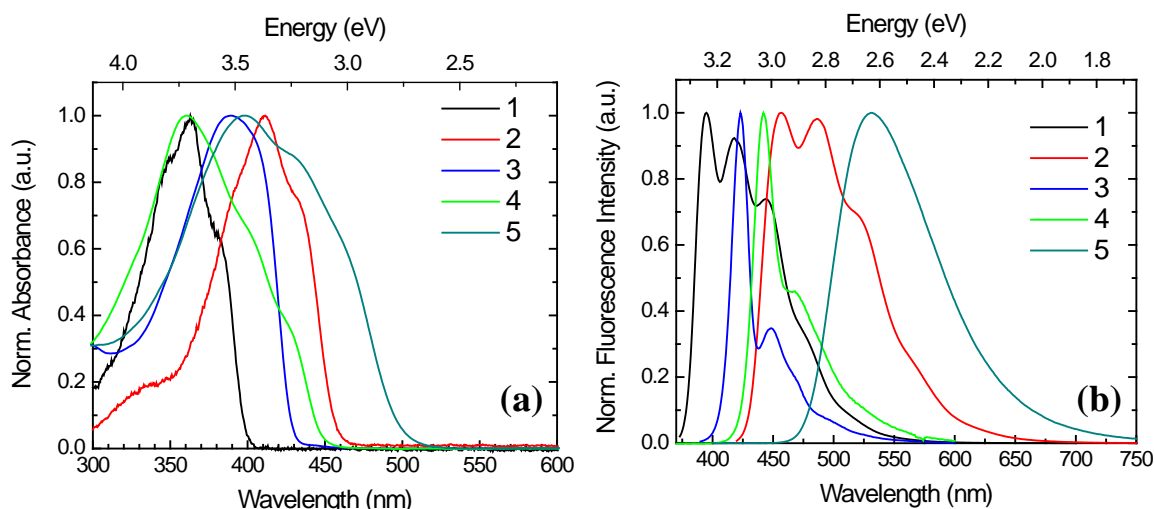 Energy (eV)
4.0 3.5 3.0 2.5
Norm. Absorbance (a.u.)
1.0
0.8
0.6
0.4
0.2
0.0
1
2
3
4
5
(a)
300 350 400 450 500 550 600
Wavelength (nm)
Energy (eV)
3.2 3.0 2.8 2.6 2.4 2.2 2.0 1.8
Norm. Fluorescence Intensity (a.u.)
1.0
0.8
0.6
0.4
0.2
0.0
1
2
3
4
5
(b)
400 450 500 550 600 650 700 750
Wavelength (nm)